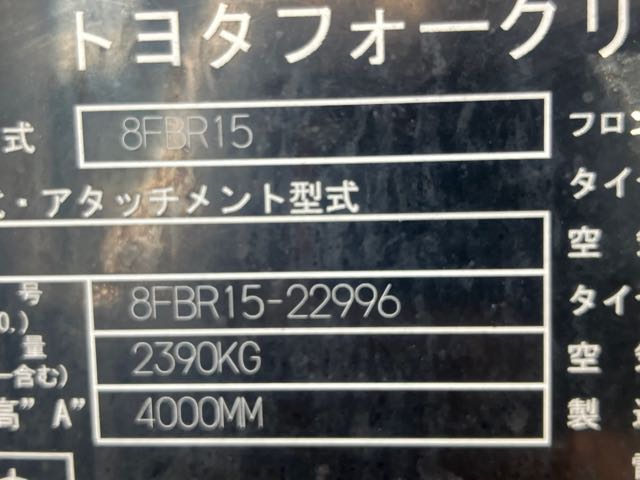 トヨタフォークリ
式 8FBR15 フロン
・アタッチメント型式 タイ
空
号 8FBR15-22996 タイ
O.)
量 2390KG 空
含む)
高"A" 4000MM 製